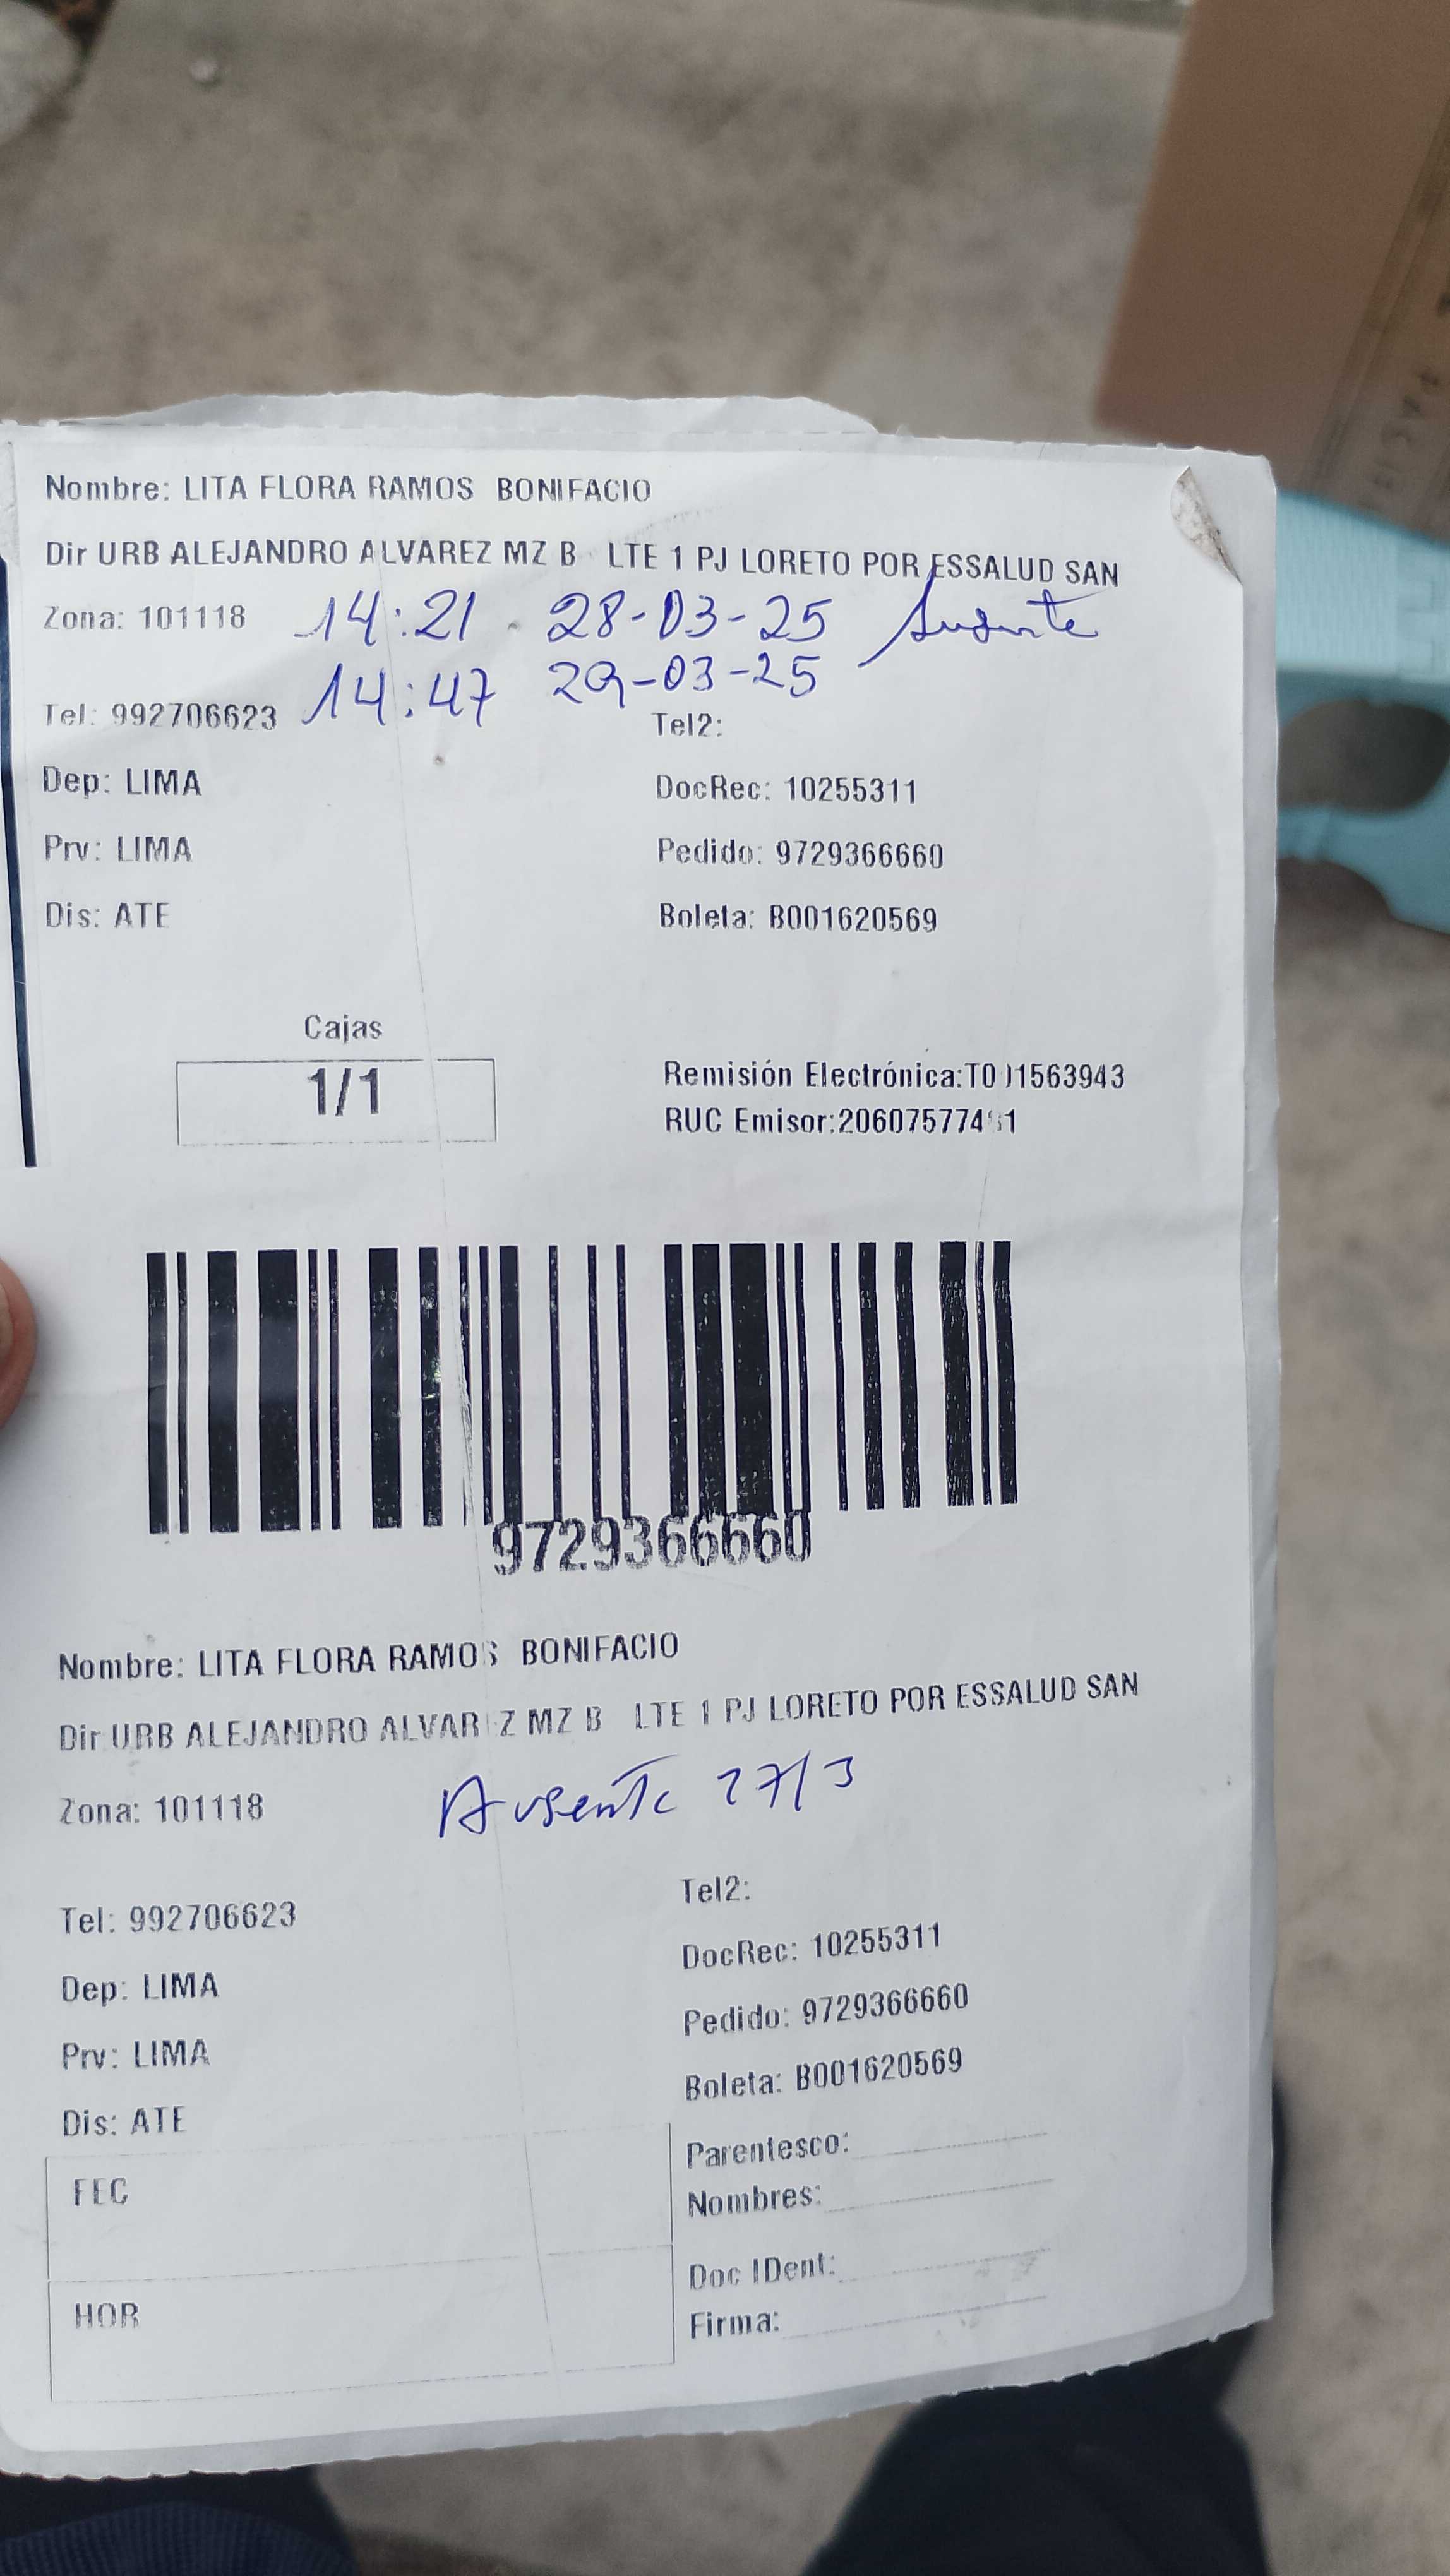 Nombre: LITA FLORA RAMOS BONIFACIO
Dir URB ALEJANDRO ALVAREZ MZ B LTE 1 PJ LORETO POR ESSALUD SAN
Zona: 101118
14:21 28-03-25 Ausente
14:47 29-03-25
Tel: 992706623 Tel2:
Dep: LIMA DocRec: 10255311
Prv: LIMA Pedido: 9729366660
Dis: ATE Boleta: B001620569
Cajas
1/1
Remisión Electrónica:
RUC Emisor:
9729366660
Nombre: LITA FLORA RAMOS BONIFACIO
Dir URB ALEJANDRO ALVAREZ MZ B LTE 1 PJ LORETO POR ESSALUD SAN
Zona: 101118 Ausente 27/3
Tel: 992706623 Tel2:
Dep: LIMA DocRec: 10255311
Prv: LIMA Pedido: 9729366660
Dis: ATE Boleta: B001620569
FEC Parentesco:
Nombres:
HOR Doc IDent:
Firma: